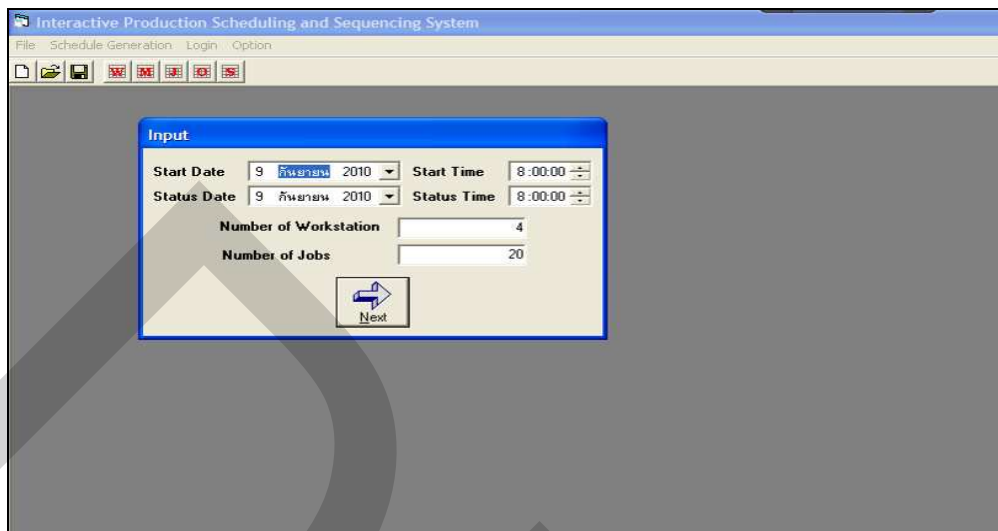 Interactive Production Scheduling and Sequencing System
File Schedule Generation Login Option
W M J O S
Input
Start Date 9 กันยายน 2010 Start Time 8:00:00
Status Date 9 กันยายน 2010 Status Time 8:00:00
Number of Workstation 4
Number of Jobs 20
Next